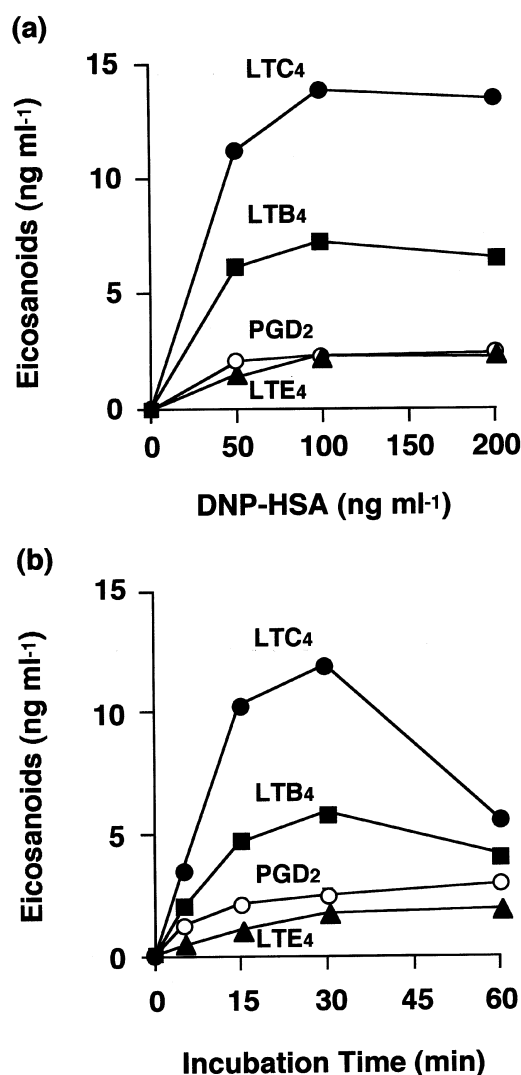 (a)
15
LTC4
10
LTB4
5
PGD2
LTE4
0
0 50 100 150 200
Eicosanoids (ng ml-1)
DNP-HSA (ng ml-1)
(b)
15
LTC4
10
LTB4
5
PGD2
LTE4
0
0 15 30 45 60
Eicosanoids (ng ml-1)
Incubation Time (min)